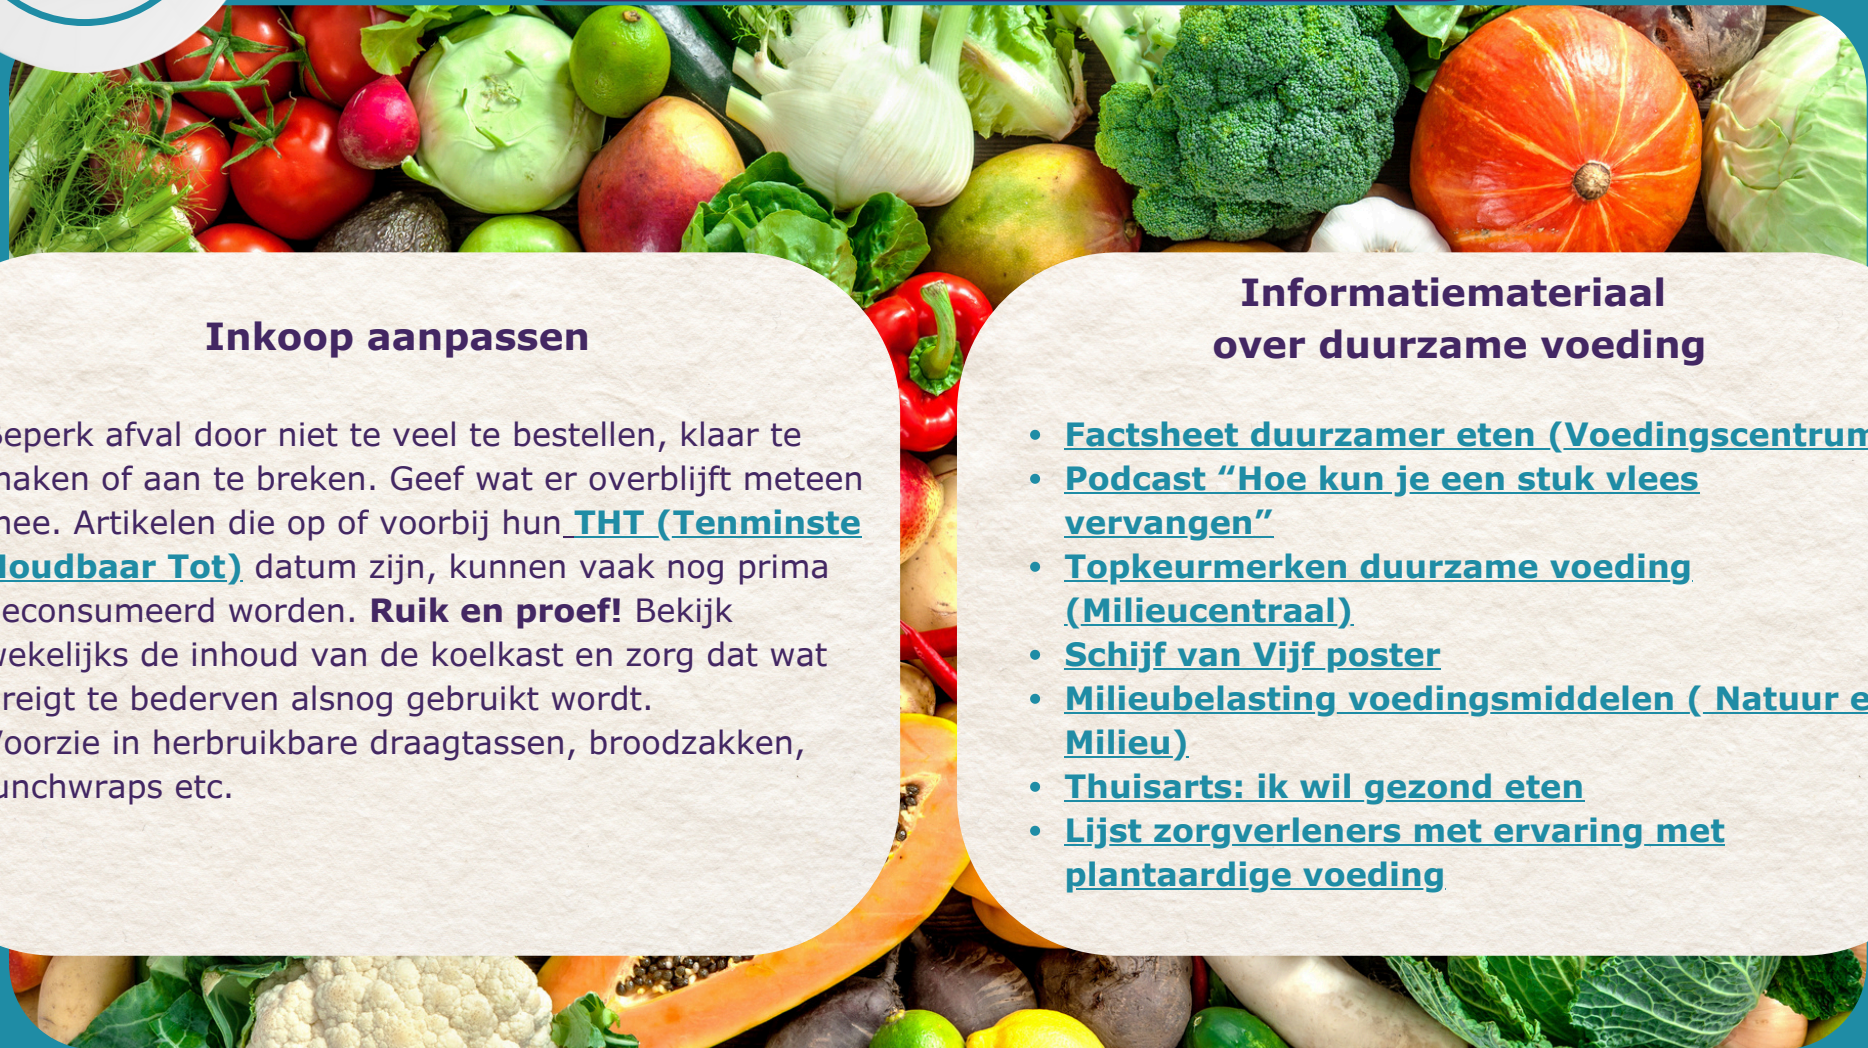 Inkoop aanpassen
eperk afval door niet te veel te bestellen, klaar te
aken of aan te breken. Geef wat er overblijft meteen
ee. Artikelen die op of voorbij hun THT (Tenminste
oudbaar Tot) datum zijn, kunnen vaak nog prima
econsumeerd worden. Ruik en proef! Bekijk
ekelijks de inhoud van de koelkast en zorg dat wat
reigt te bederven alsnog gebruikt wordt.
oorzie in herbruikbare draagtassen, broodzakken,
unchwraps etc.
Informatiemateriaal
over duurzame voeding
• Factsheet duurzamer eten (Voedingscentrum
• Podcast “Hoe kun je een stuk vlees
vervangen”
• Topkeurmerken duurzame voeding
(Milieucentraal)
• Schijf van Vijf poster
• Milieubelasting voedingsmiddelen ( Natuur e
Milieu)
• Thuisarts: ik wil gezond eten
• Lijst zorgverleners met ervaring met
plantaardige voeding